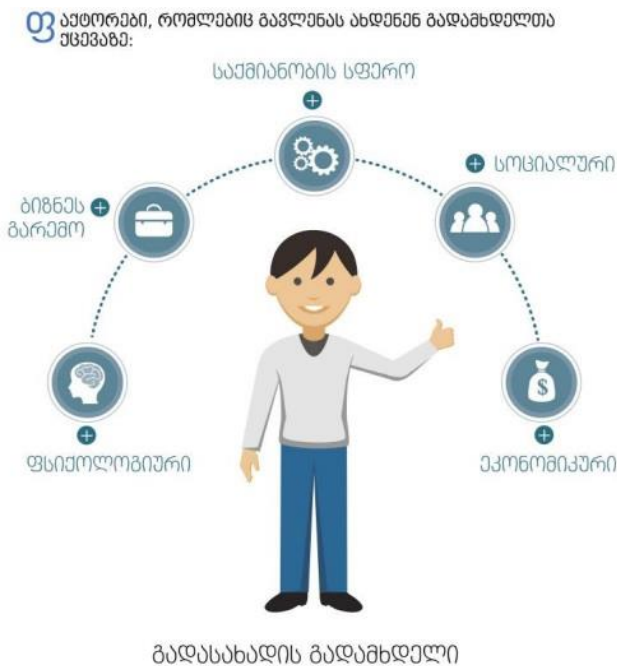 ფაქტორები, რომლებიც გავლენას ახდენენ გადამხდელთა
ქცევაზე:
საქმიანობის სფერო
სოციალური
ბიზნეს
გარემო
ფსიქოლოგიური
$
ეკონომიკური
გადასახადის გადამხდელი